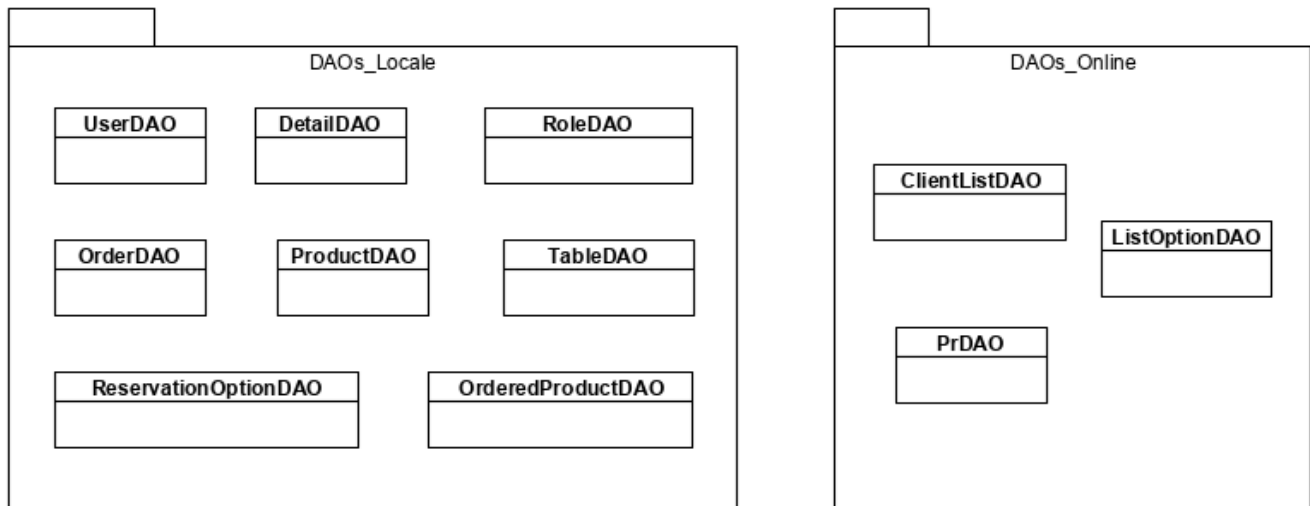 DAOs_Locale
UserDAO
DetailDAO
RoleDAO
OrderDAO
ProductDAO
TableDAO
ReservationOptionDAO
OrderedProductDAO
DAOs_Online
ClientListDAO
ListOptionDAO
PrDAO